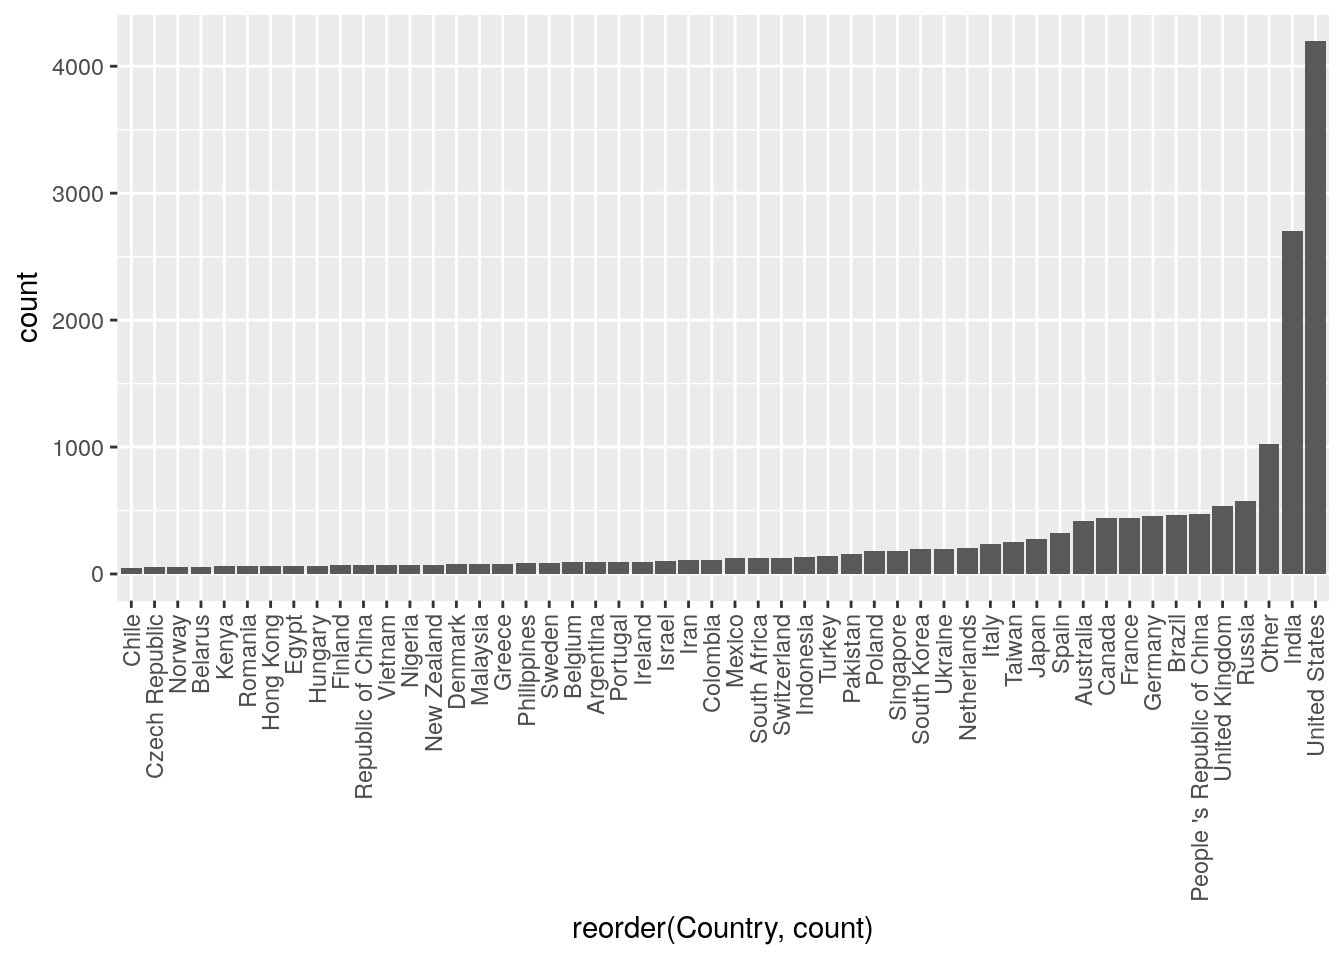 4000
3000
2000
1000
0
count
Chile
Czech Republic
Norway
Belarus
Kenya
Romania
Hong Kong
Egypt
Hungary
Finland
Republic of China
Vietnam
Nigeria
New Zealand
Denmark
Malaysia
Greece
Philippines
Sweden
Belgium
Argentina
Portugal
Ireland
Israel
Iran
Colombia
Mexico
South Africa
Switzerland
Indonesia
Turkey
Pakistan
Poland
Singapore
South Korea
Ukraine
Netherlands
Italy
Taiwan
Japan
Spain
Australia
Canada
France
Germany
Brazil
People 's Republic of China
United Kingdom
Russia
Other
India
United States
reorder(Country, count)